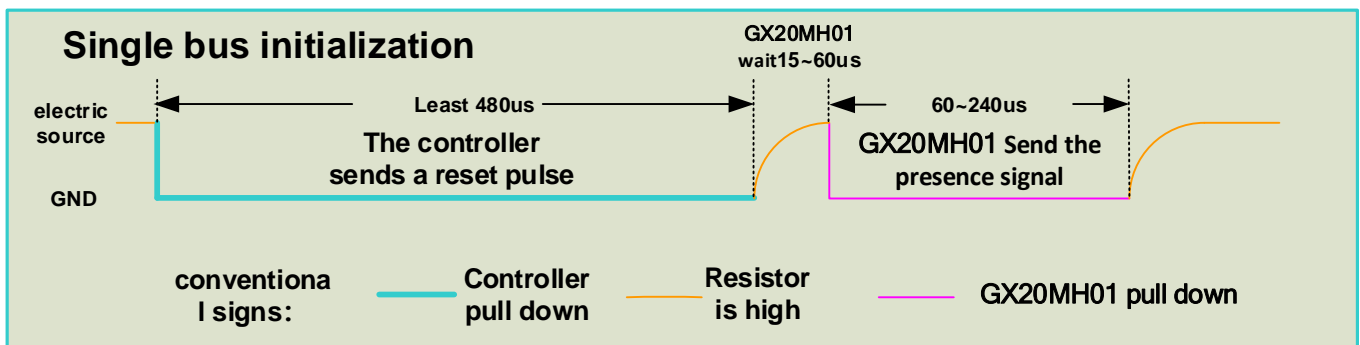 Single bus initialization
GX20MH01
wait15~60us
electric
source
Least 480us
60~240us
The controller
sends a reset pulse
GX20MH01 Send the
presence signal
GND
conventiona
l signs:
Controller
pull down
Resistor
is high
GX20MH01 pull down